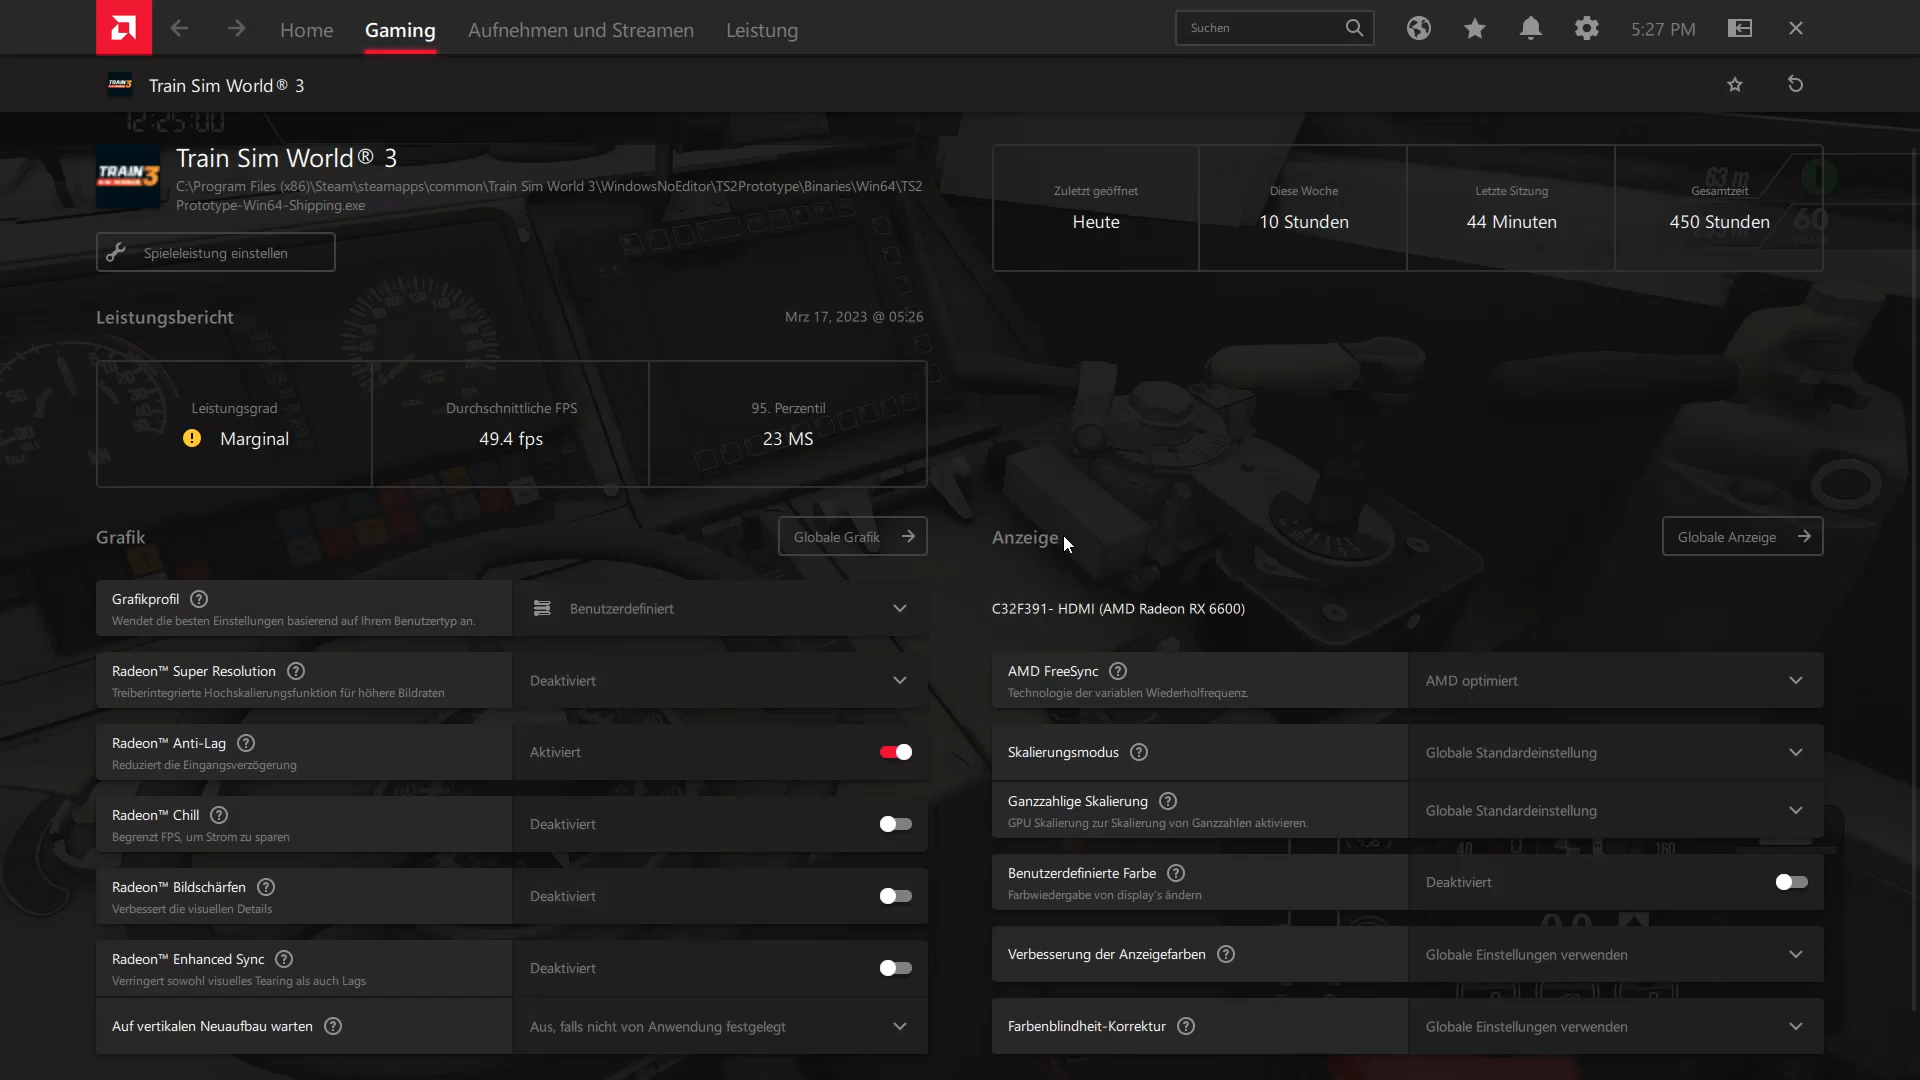 Home
Gaming
Aufnehmen und Streamen
Leistung
Suchen
5:27 PM
Train Sim World® 3
12:25:00
Train Sim World® 3
C:\Program Files (x86)\Steam\steamapps\common\Train Sim World 3\WindowsNoEditor\TS2Prototype\Binaries\Win64\TS2
Prototype-Win64-Shipping.exe
TRAIN 3
Spieleleistung einstellen
Zuletzt geöffnet
Heute
Diese Woche
10 Stunden
Letzte Sitzung
44 Minuten
Gesamtzeit
450 Stunden
63 m
60
Leistungsbericht
Mrz 17, 2023 @ 05:26
Leistungsgrad
Marginal
Durchschnittliche FPS
49.4 fps
95. Perzentil
23 MS
Grafik
Globale Grafik
Grafikprofil
Wendet die besten Einstellungen basierend auf Ihrem Benutzertyp an.
Benutzerdefiniert
Radeon™ Super Resolution
Treiberintegrierte Hochskalierungsfunktion für höhere Bildraten
Deaktiviert
Radeon™ Anti-Lag
Reduziert die Eingangsverzögerung
Aktiviert
Radeon™ Chill
Begrenzt FPS, um Strom zu sparen
Deaktiviert
Radeon™ Bildschärfen
Verbessert die visuellen Details
Deaktiviert
Radeon™ Enhanced Sync
Verringert sowohl visuelles Tearing als auch Lags
Deaktiviert
Auf vertikalen Neuaufbau warten
Aus, falls nicht von Anwendung festgelegt
Anzeige
Globale Anzeige
C32F391- HDMI (AMD Radeon RX 6600)
AMD FreeSync
Technologie der variablen Wiederholfrequenz.
AMD optimiert
Skalierungsmodus
Globale Standardeinstellung
Ganzzahlige Skalierung
GPU Skalierung zur Skalierung von Ganzzahlen aktivieren.
Globale Standardeinstellung
40
160
Benutzerdefinierte Farbe
Farbwiedergabe von display's ändern
Deaktiviert
Verbesserung der Anzeigefarben
Globale Einstellungen verwenden
Farbenblindheit-Korrektur
Globale Einstellungen verwenden